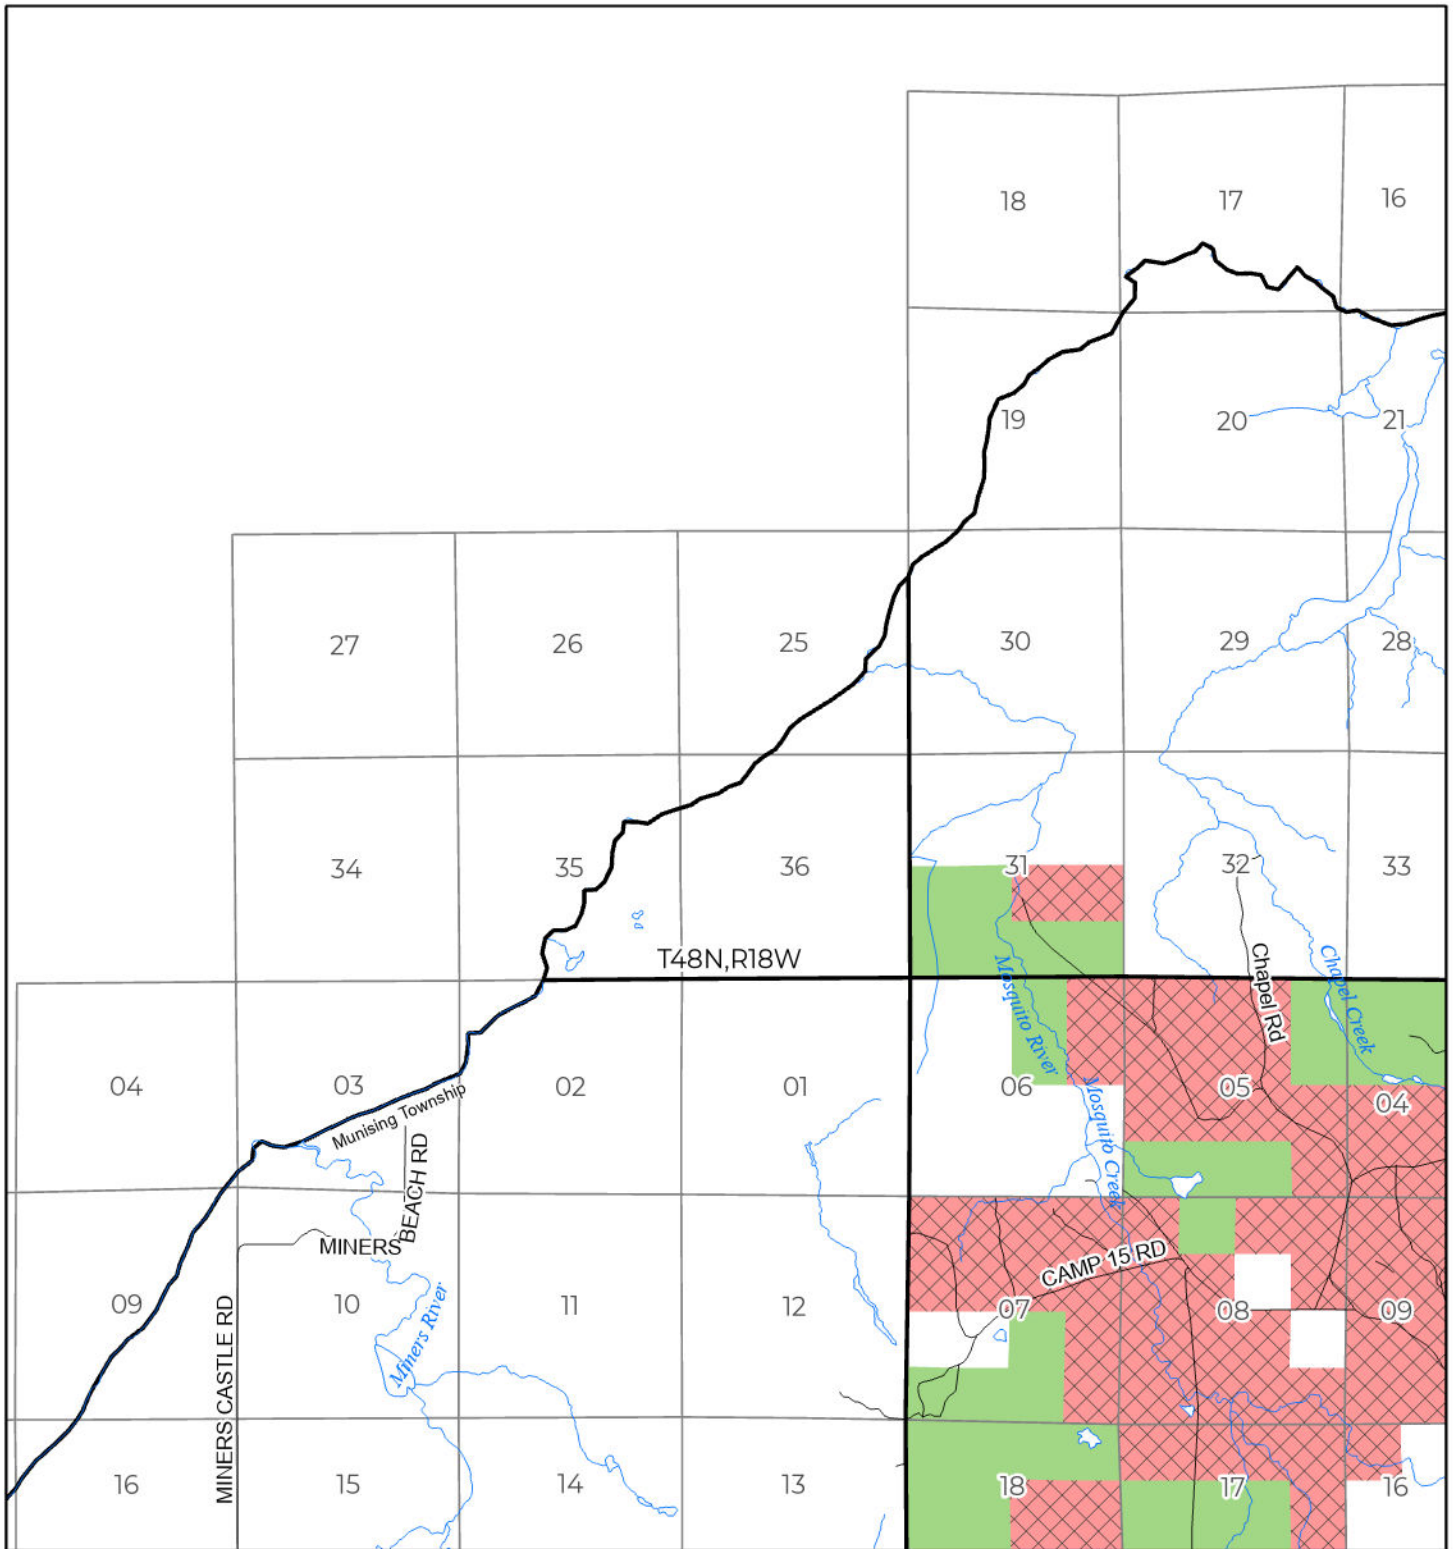 18 17 16
19 20 21
27 26 25 30 29 28
34 35 36 31 32 33
T48N,R18W
Chapel Rd
Chapel Creek
Mosquito River
04 03 02 01 06 05 04
Munising Township
Mosquito Creek
MINERS BEACH RD
CAMP 15 RD
09 10 11 12 07 08 09
MINERS CASTLE RD
Miners River
16 15 14 13 18 17 16